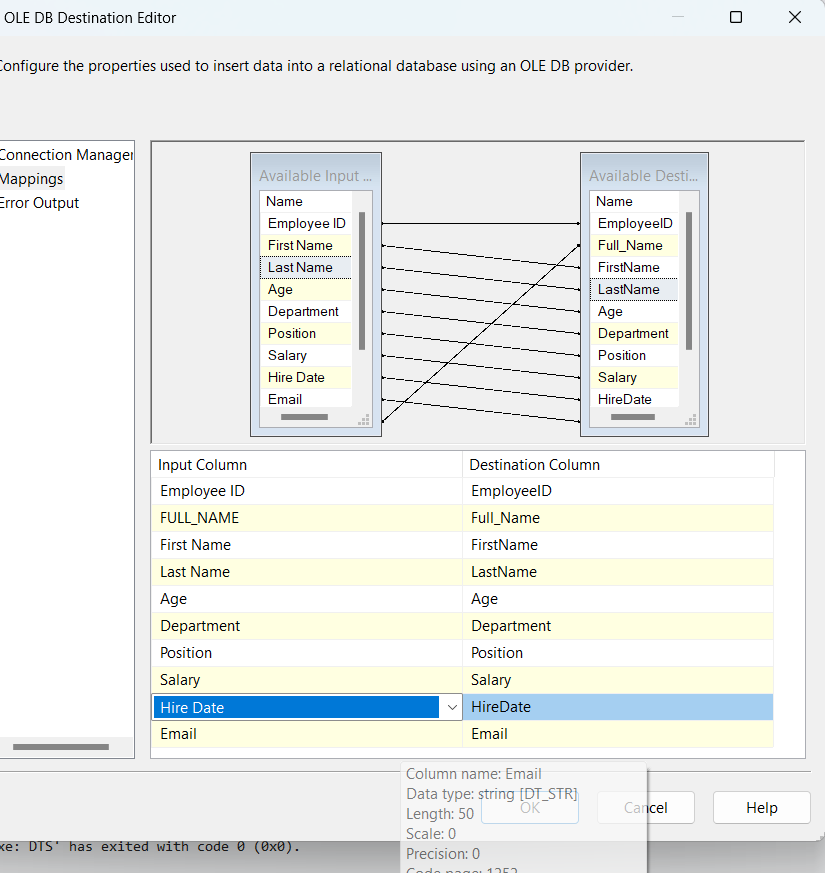 OLE DB Destination Editor
Configure the properties used to insert data into a relational database using an OLE DB provider.
Connection Manager
Mappings
Error Output
Available Input ...
Name
Employee ID
First Name
Last Name
Age
Department
Position
Salary
Hire Date
Email
Available Desti...
Name
EmployeeID
Full_Name
FirstName
LastName
Age
Department
Position
Salary
HireDate
Input Column Destination Column
Employee ID EmployeeID
FULL_NAME Full_Name
First Name FirstName
Last Name LastName
Age Age
Department Department
Position Position
Salary Salary
Hire Date HireDate
Email Email
Column name: Email
Data type: string [DT_STR]
Length: 50
Scale: 0
Precision: 0
Code page: 1252
OK Cancel Help
xe: DTS' has exited with code 0 (0x0).